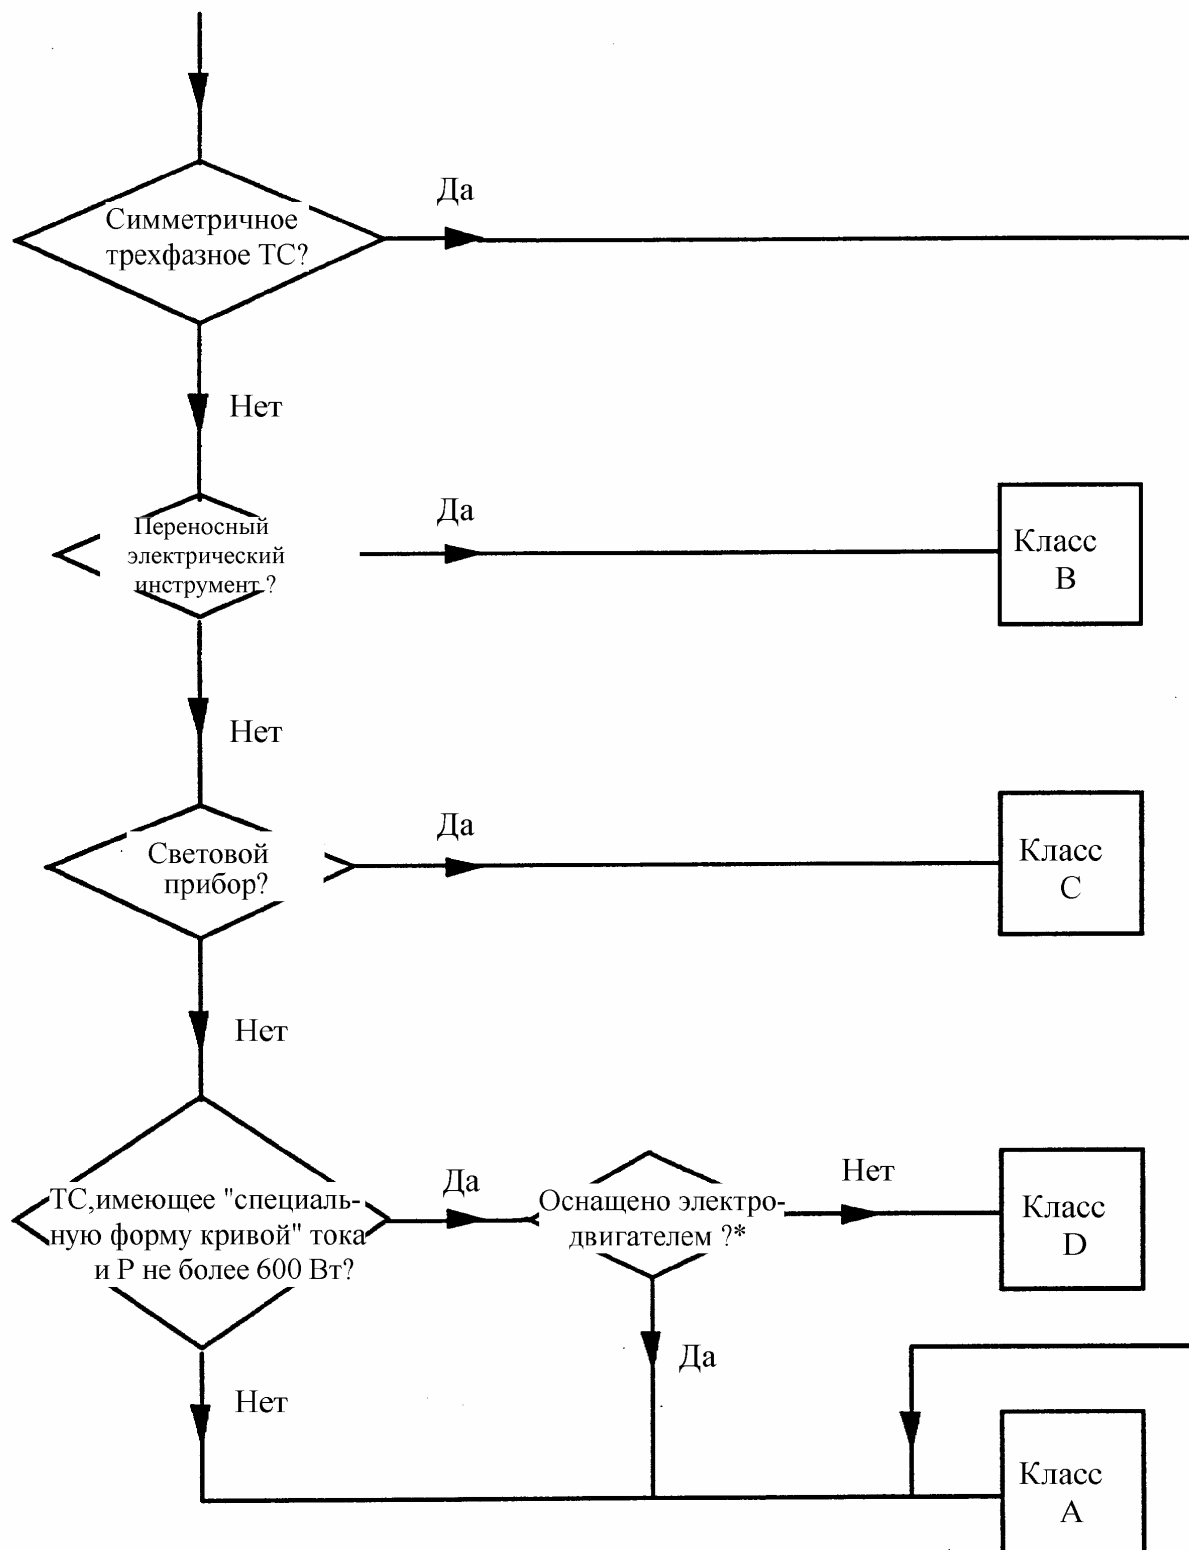 Да
Симметричное
трехфазное ТС?
Нет
Да
Переносный
электрический
инструмент ?
Класс
В
Нет
Да
Световой
прибор?
Класс
С
Нет
Да
Нет
ТС,имеющее "специаль-
ную форму кривой" тока
и Р не более 600 Вт?
Оснащено электро-
двигателем ?*
Класс
D
Да
Нет
Класс
А